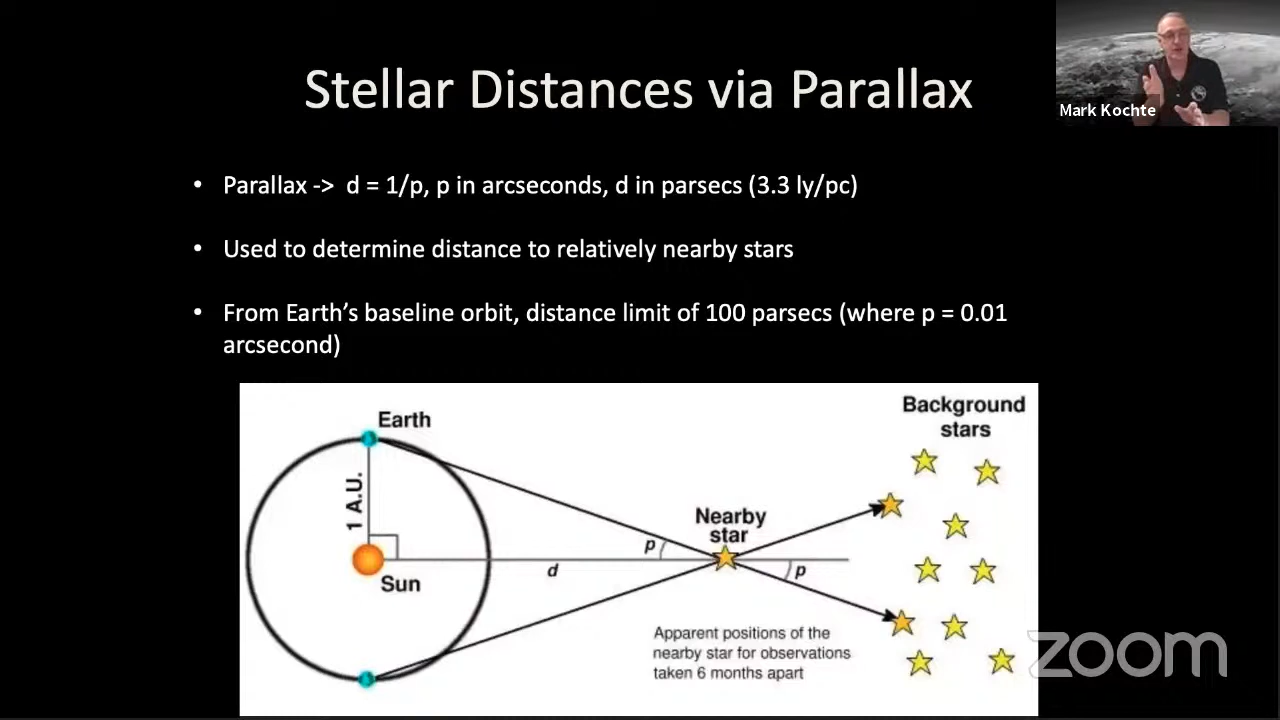 Stellar Distances via Parallax
Mark Kochte
• Parallax -> d = 1/p, p in arcseconds, d in parsecs (3.3 ly/pc)
• Used to determine distance to relatively nearby stars
• From Earth’s baseline orbit, distance limit of 100 parsecs (where p = 0.01
arcsecond)
Earth
1 A.U.
Sun
d
p
Nearby
star
p
Background
stars
Apparent positions of the
nearby star for observations
taken 6 months apart
zoom